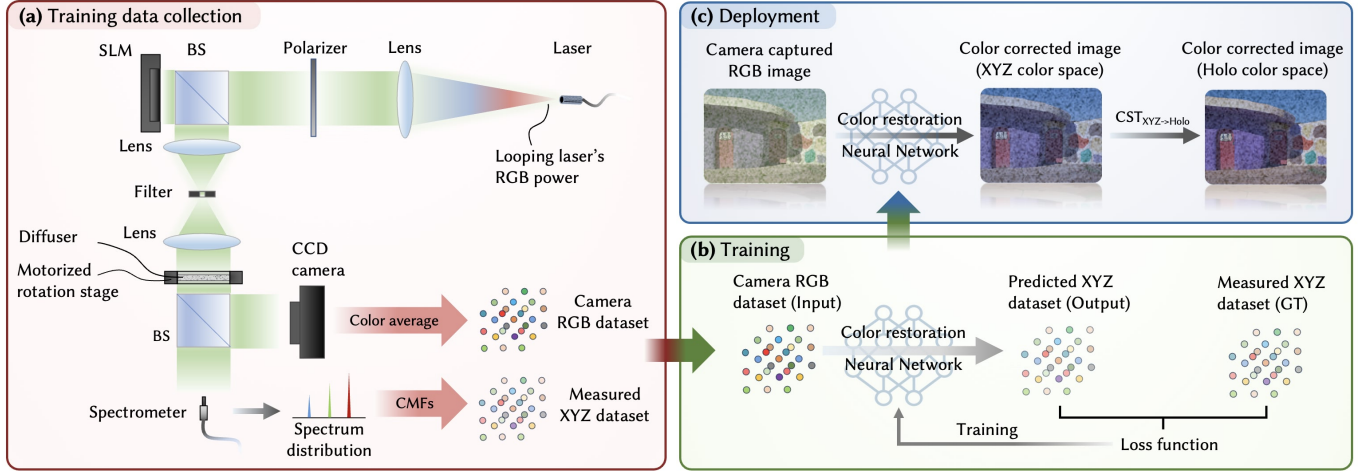 (a) Training data collection
SLM
BS
Polarizer
Lens
Laser
Looping laser's
RGB power
Lens
Filter
Lens
Diffuser
Motorized
rotation stage
BS
CCD
camera
Color average
Camera
RGB dataset
Spectrometer
Spectrum
distribution
CMFs
Measured
XYZ dataset
(c) Deployment
Camera captured
RGB image
Color restoration
Neural Network
Color corrected image
(XYZ color space)
CSTXYZ->Holo
Color corrected image
(Holo color space)
(b) Training
Camera RGB
dataset (Input)
Color restoration
Neural Network
Predicted XYZ
dataset (Output)
Measured XYZ
dataset (GT)
Training
Loss function